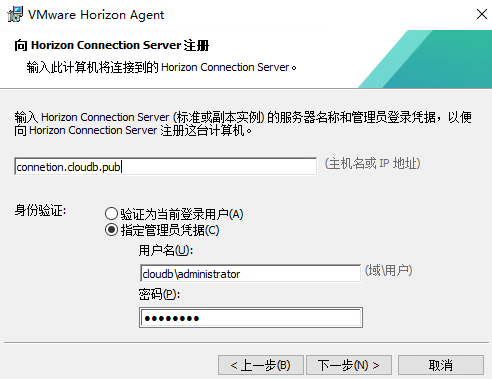 VMware Horizon Agent
向 Horizon Connection Server 注册
输入此计算机将连接到的 Horizon Connection Server。
输入 Horizon Connection Server (标准或副本实例) 的服务器名称和管理员登录凭据，以便
向 Horizon Connection Server 注册这台计算机。
connetion.cloudb.pub
(主机名或 IP 地址)
身份验证:
验证为当前登录用户(A)
指定管理员凭据(C)
用户名(U):
cloudb\administrator
(域\用户)
密码(P):
●●●●●●●●
< 上一步(B)
下一步(N) >
取消